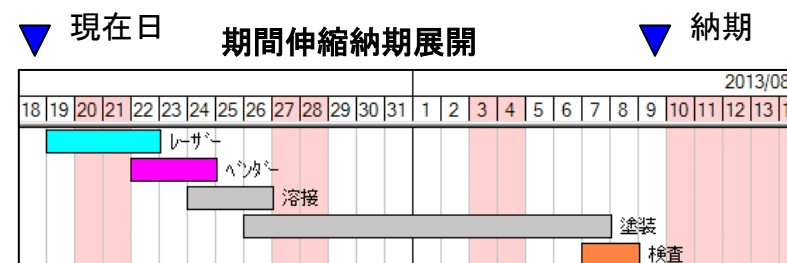 現在日 期間伸縮納期展開 納期
2013/08
18 19 20 21 22 23 24 25 26 27 28 29 30 31 1 2 3 4 5 6 7 8 9 10 11 12 13
ﾚｰｻﾞｰ
ﾍﾞﾝﾀﾞｰ
溶接
塗装
検査